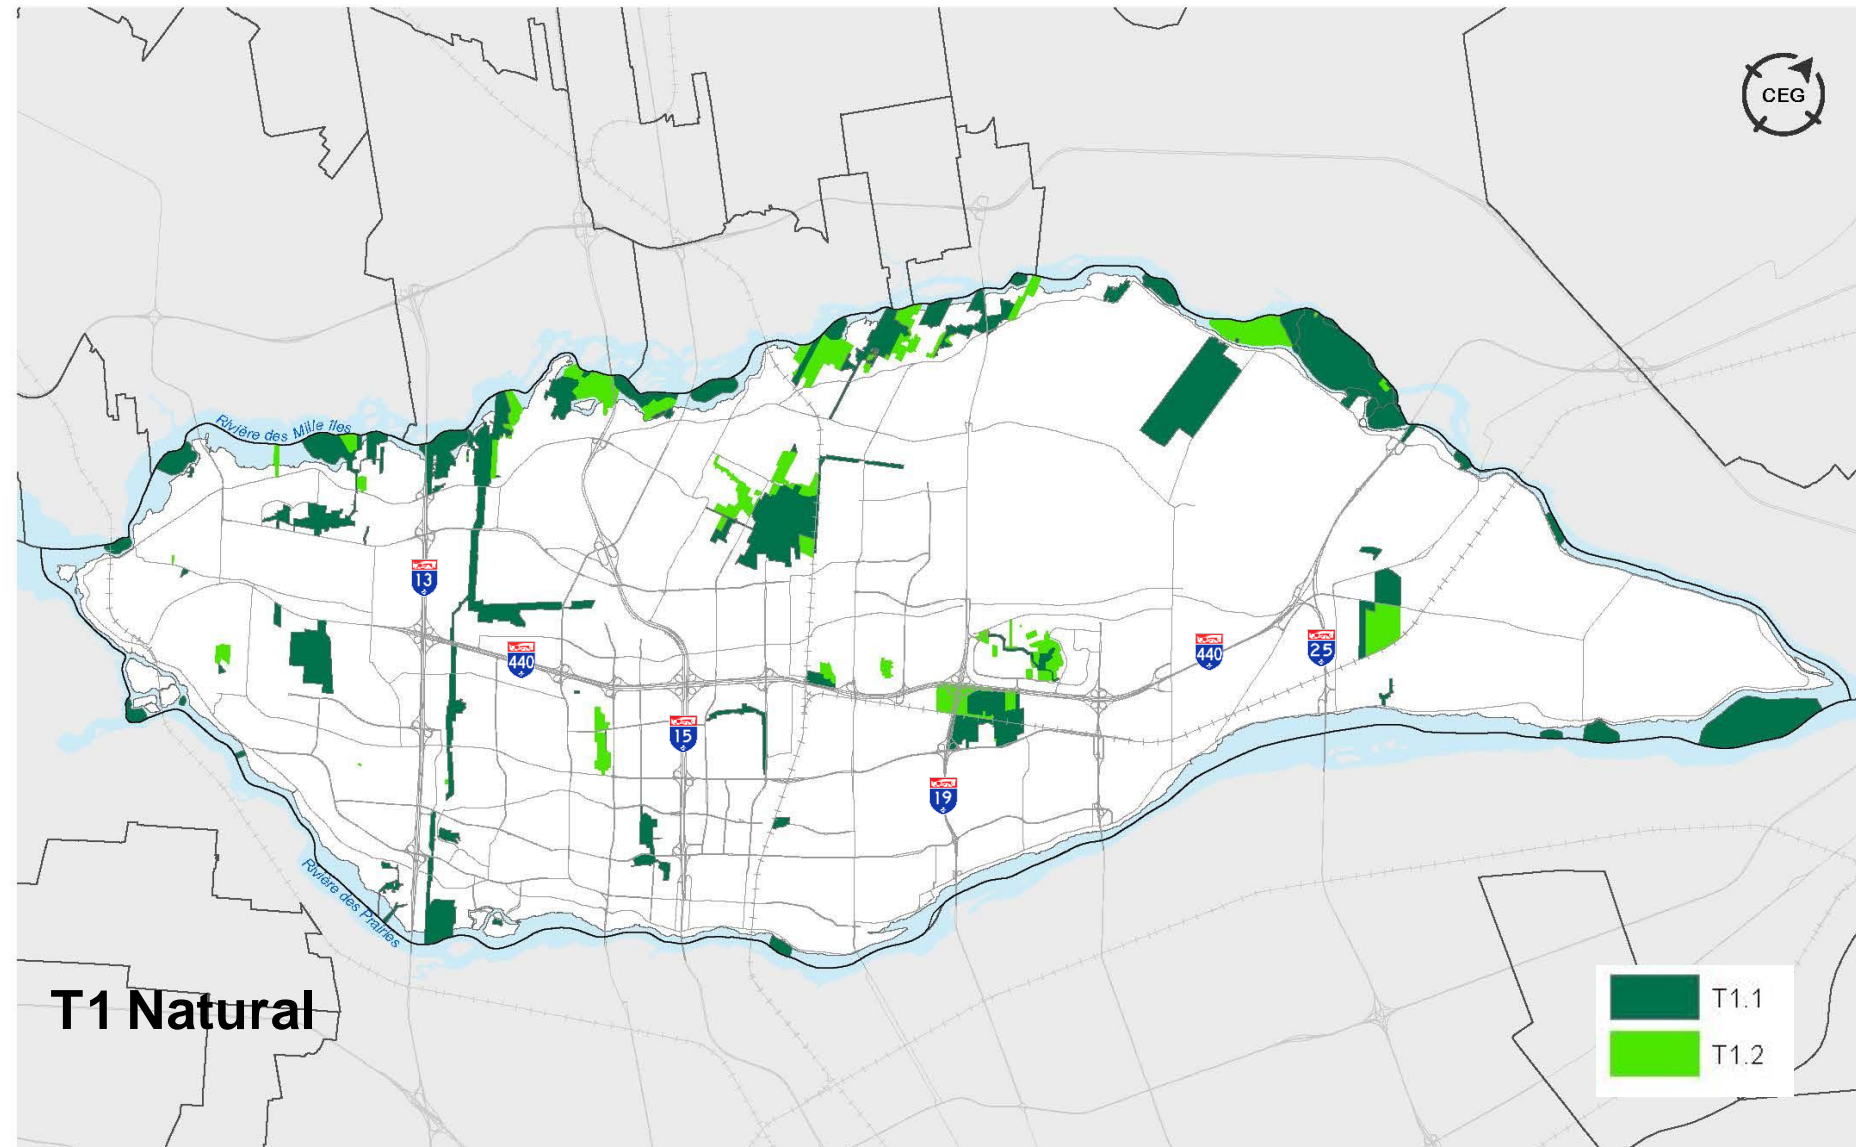 CEG
Rivière des Mille Îles
13
440
440
25
15
19
Rivière des Prairies
T1 Natural
T1.1
T1.2